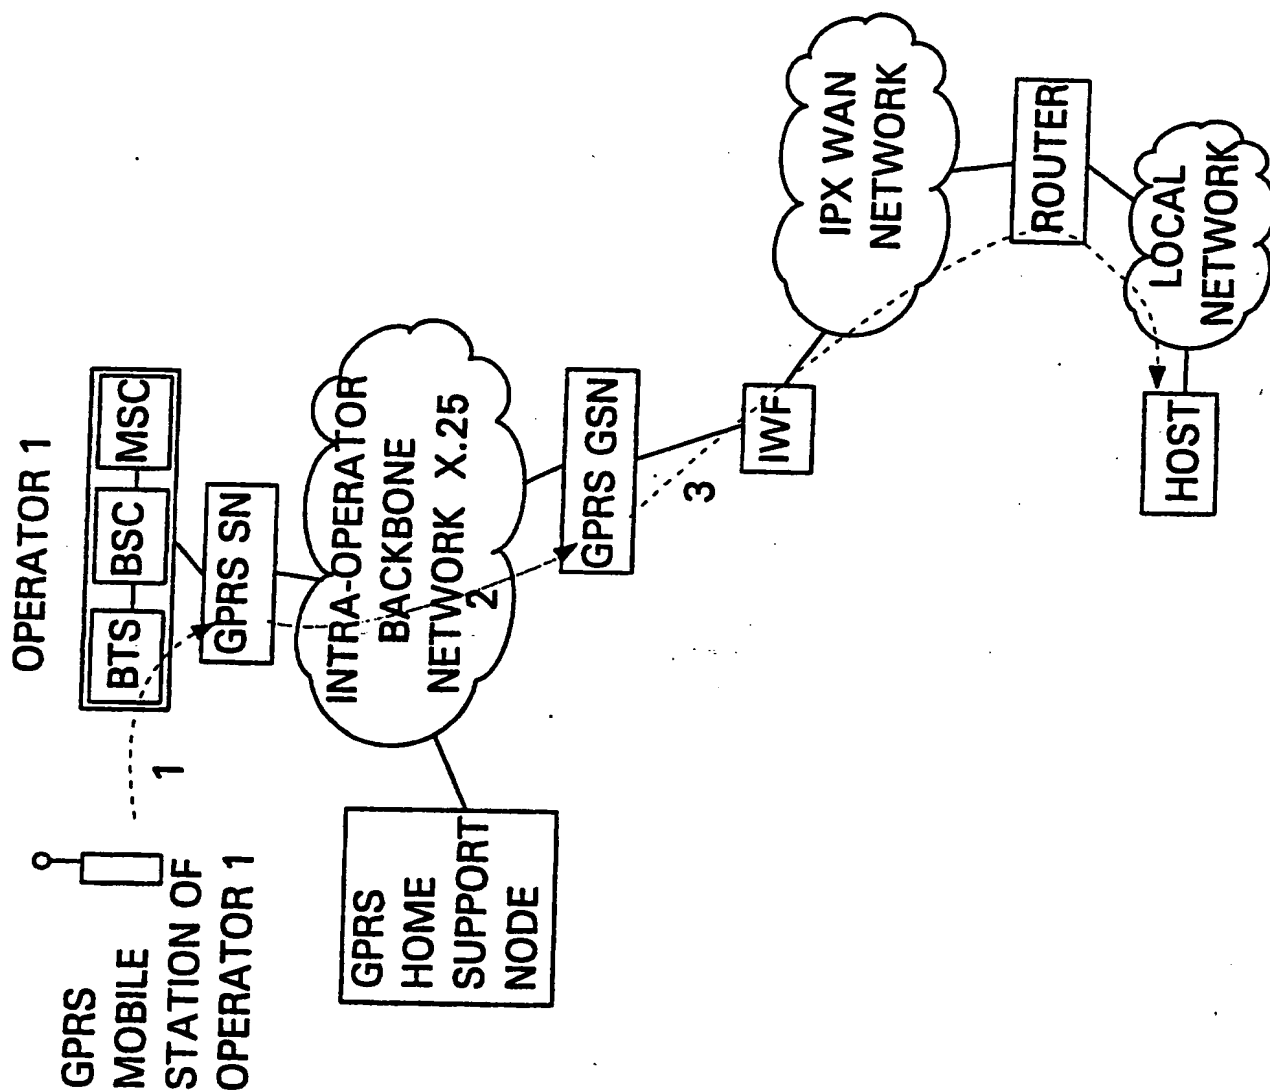 OPERATOR 1
BTS
BSC
MSC
GPRS
MOBILE
STATION OF
OPERATOR 1
1
GPRS SN
INTRA-OPERATOR
BACKBONE
NETWORK X.25
2
GPRS
HOME
SUPPORT
NODE
GPRS GSN
3
IWF
IPX WAN
NETWORK
ROUTER
LOCAL
NETWORK
HOST